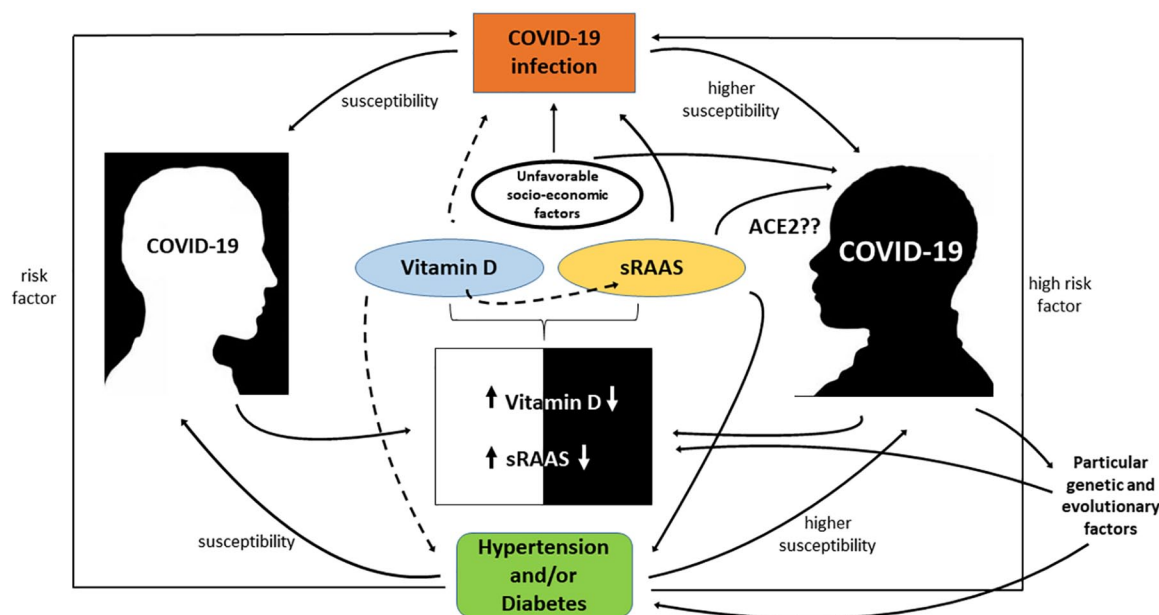 COVID-19
infection
susceptibility
higher
susceptibility
Unfavorable
socio-economic
factors
COVID-19
ACE2??
COVID-19
Vitamin D
sRAAS
risk
factor
high risk
factor
↑ Vitamin D ↓
↑ sRAAS ↓
Particular
genetic and
evolutionary
factors
susceptibility
higher
susceptibility
Hypertension
and/or
Diabetes